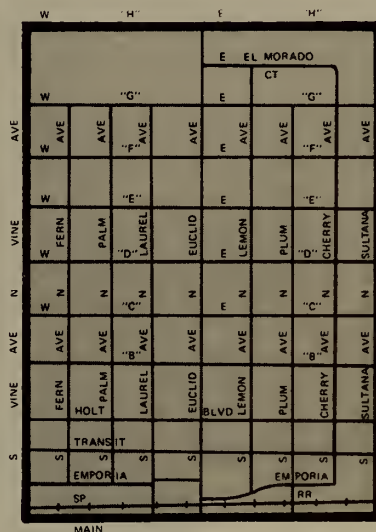 W "H" E "H"
E EL MORADO
CT
W "G" E "G"
AVE AVE AVE AVE AVE AVE AVE
W "F" E "F"
W "E" E "E"
VINE FERN PALM LAUREL EUCLID LEMON PLUM CHERRY SULTANA
W "D" E "D"
N N N N N N N N N
W "C" E "C"
AVE AVE AVE AVE AVE AVE AVE AVE AVE
"B" "B"
VINE FERN PALM LAUREL EUCLID LEMON PLUM CHERRY SULTANA
HOLT BLVD
TRANSIT
S S S S S S S S S
EMPORIA EMPORIA
SP RR
MAIN